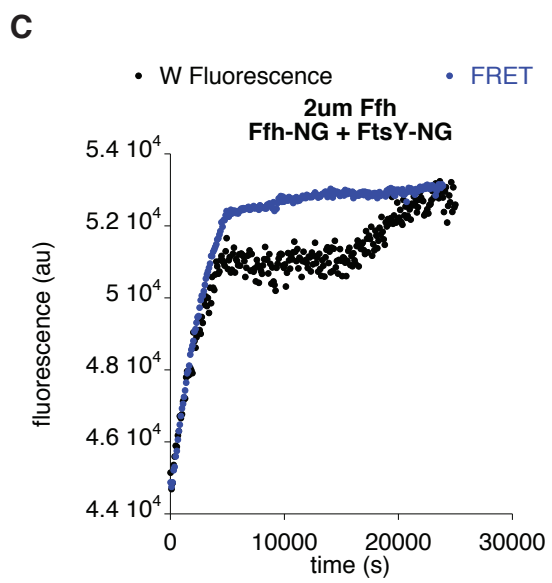 C
• W Fluorescence • FRET
2um Ffh
Ffh-NG + FtsY-NG
fluorescence (au)
5.4 10⁴
5.2 10⁴
5 10⁴
4.8 10⁴
4.6 10⁴
4.4 10⁴
0 10000 20000 30000
time (s)